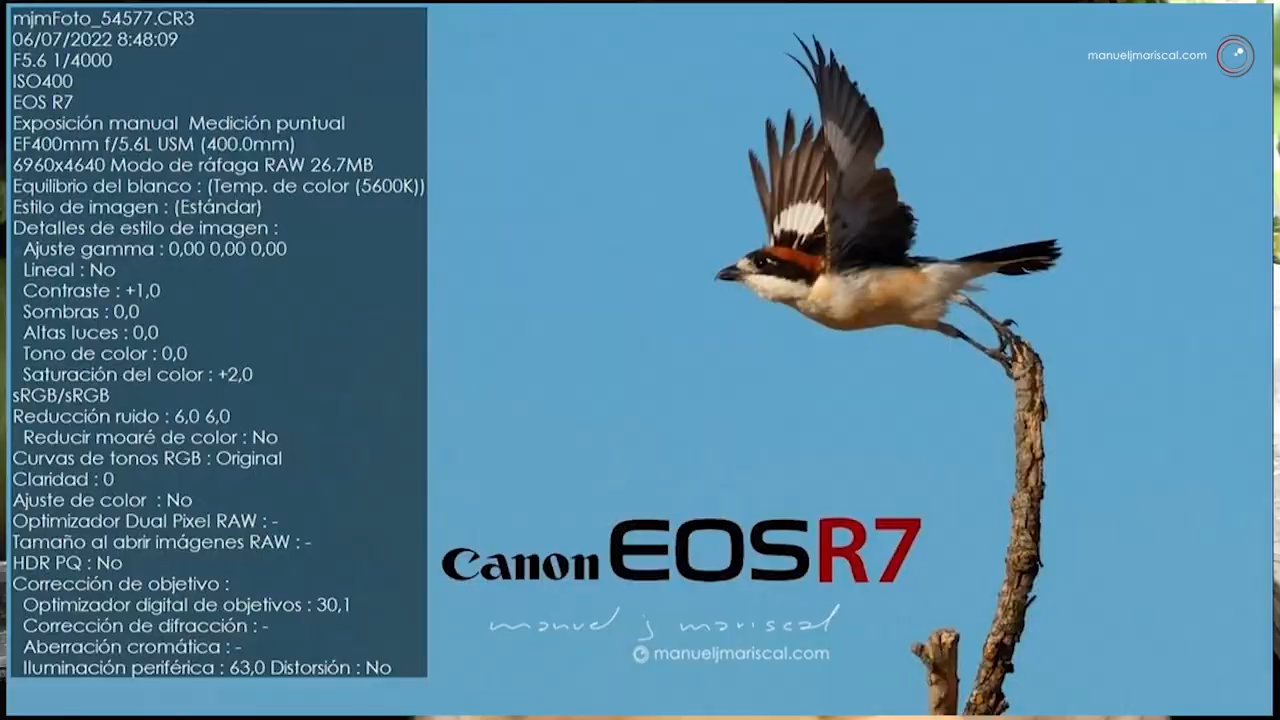 mjmFoto_54577.CR3
06/07/2022 8:48:09
F5.6 1/4000
ISO400
EOS R7
Exposición manual Medición puntual
EF400mm f/5.6L USM (400.0mm)
6960x4640 Modo de ráfaga RAW 26.7MB
Equilibrio del blanco : (Temp. de color (5600K))
Estilo de imagen : (Estándar)
Detalles de estilo de imagen :
Ajuste gamma : 0,00 0,00 0,00
Lineal : No
Contraste : +1,0
Sombras : 0,0
Altas luces : 0,0
Tono de color : 0,0
Saturación del color : +2,0
sRGB/sRGB
Reducción ruido : 6,0 6,0
Reducir moaré de color : No
Curvas de tonos RGB : Original
Claridad : 0
Ajuste de color : No
Optimizador Dual Pixel RAW : -
Tamaño al abrir imágenes RAW : -
HDR PQ : No
Corrección de objetivo :
Optimizador digital de objetivos : 30,1
Corrección de difracción : -
Aberración cromática : -
Iluminación periférica : 63,0 Distorsión : No
manueljmariscal.com
Canon EOS R7
manuel j mariscal
manueljmariscal.com